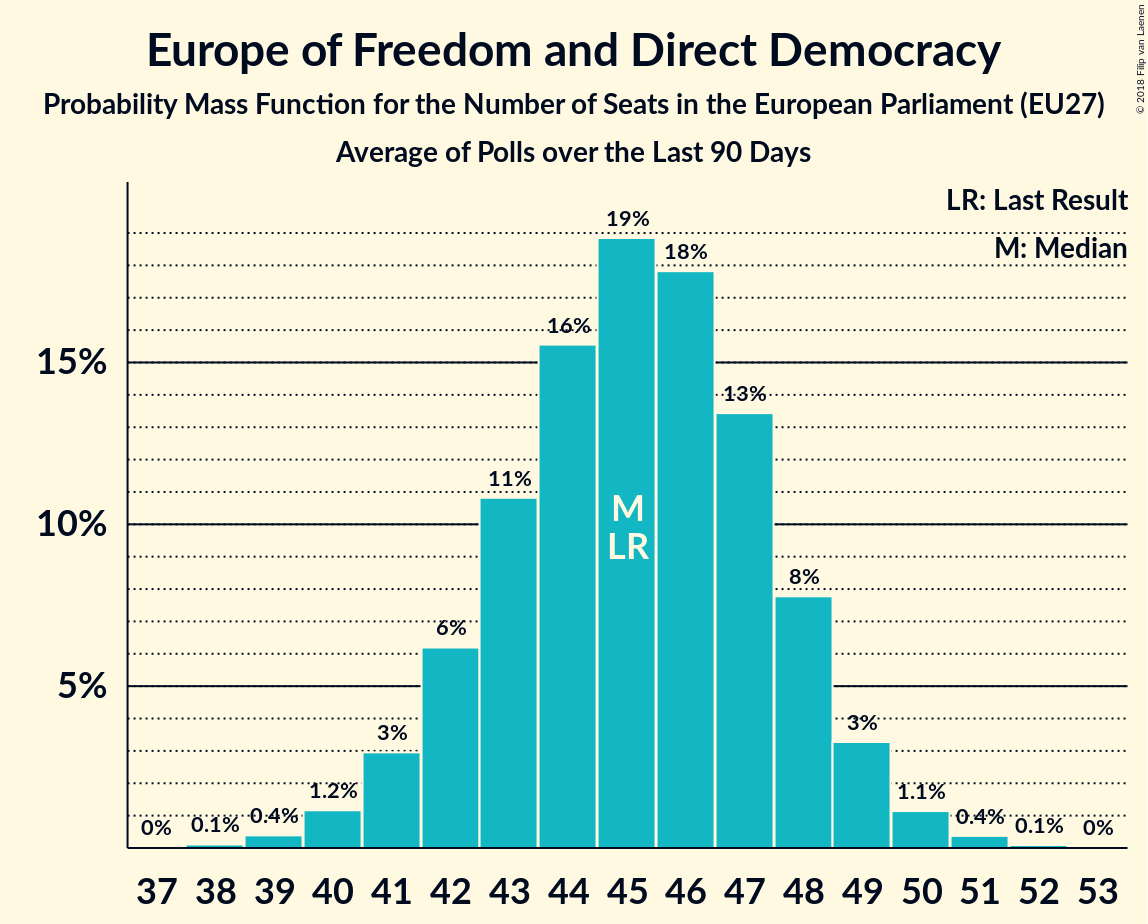 Europe of Freedom and Direct Democracy
Probability Mass Function for the Number of Seats in the European Parliament (EU27)
Average of Polls over the Last 90 Days
© 2018 Filip van Laenen
LR: Last Result
M: Median
15%
10%
5%
0%
0.1%
0.4%
1.2%
3%
6%
11%
16%
19%
18%
13%
8%
3%
1.1%
0.4%
0.1%
0%
M
LR
37 38 39 40 41 42 43 44 45 46 47 48 49 50 51 52 53